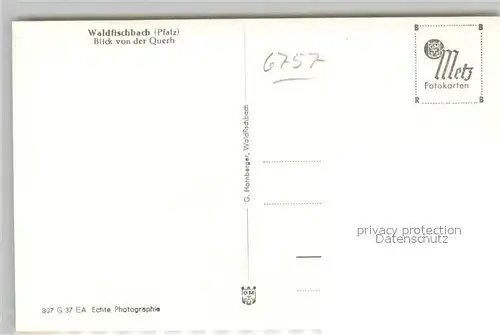 Waldfischbach (Pfalz)
Blick von der Querb
6757
B B
Metz
Fotokarten
R B
G. Hornberger, Waldfischbach
privacy protection
Datenschutz
807 G 37 EA Echte Photographie